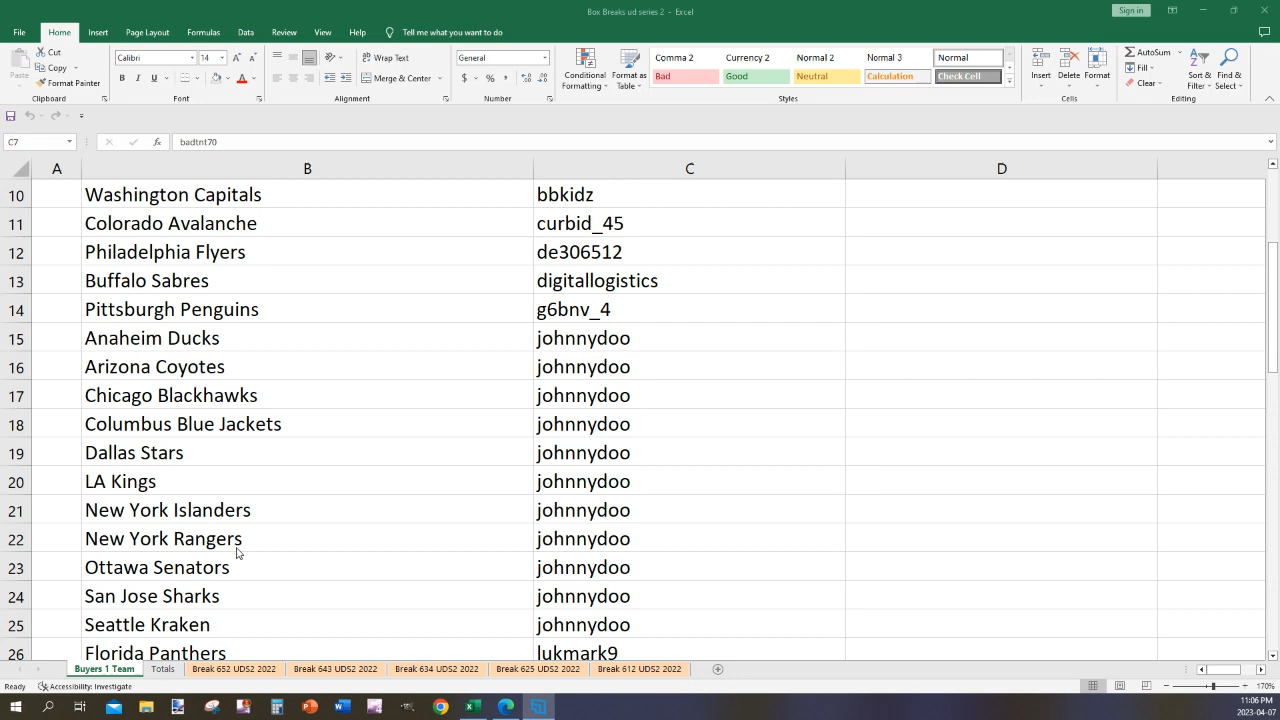 Box Breaks ud series 2 - Excel
Sign in
File Home Insert Page Layout Formulas Data Review View Help Tell me what you want to do
Paste
Cut
Copy
Format Painter
Clipboard
Calibri 14
B I U
Font
Wrap Text
Merge & Center
Alignment
General
$ % ,
Number
Conditional Formatting
Format as Table
Comma 2 Currency 2 Normal 2 Normal 3 Normal
Bad Good Neutral Calculation Check Cell
Styles
Insert Delete Format
Cells
AutoSum
Fill
Clear
Sort & Filter
Find & Select
Editing
C7 fx badtnt70
A B C D
10 Washington Capitals bbkidz
11 Colorado Avalanche curbid_45
12 Philadelphia Flyers de306512
13 Buffalo Sabres digitallogistics
14 Pittsburgh Penguins g6bnv_4
15 Anaheim Ducks johnnydoo
16 Arizona Coyotes johnnydoo
17 Chicago Blackhawks johnnydoo
18 Columbus Blue Jackets johnnydoo
19 Dallas Stars johnnydoo
20 LA Kings johnnydoo
21 New York Islanders johnnydoo
22 New York Rangers johnnydoo
23 Ottawa Senators johnnydoo
24 San Jose Sharks johnnydoo
25 Seattle Kraken johnnydoo
26 Florida Panthers lukmark9
Buyers 1 Team Totals Break 652 UDS2 2022 Break 643 UDS2 2022 Break 634 UDS2 2022 Break 625 UDS2 2022 Break 612 UDS2 2022
Ready Accessibility: Investigate 170%
11:06 PM
2023-04-07